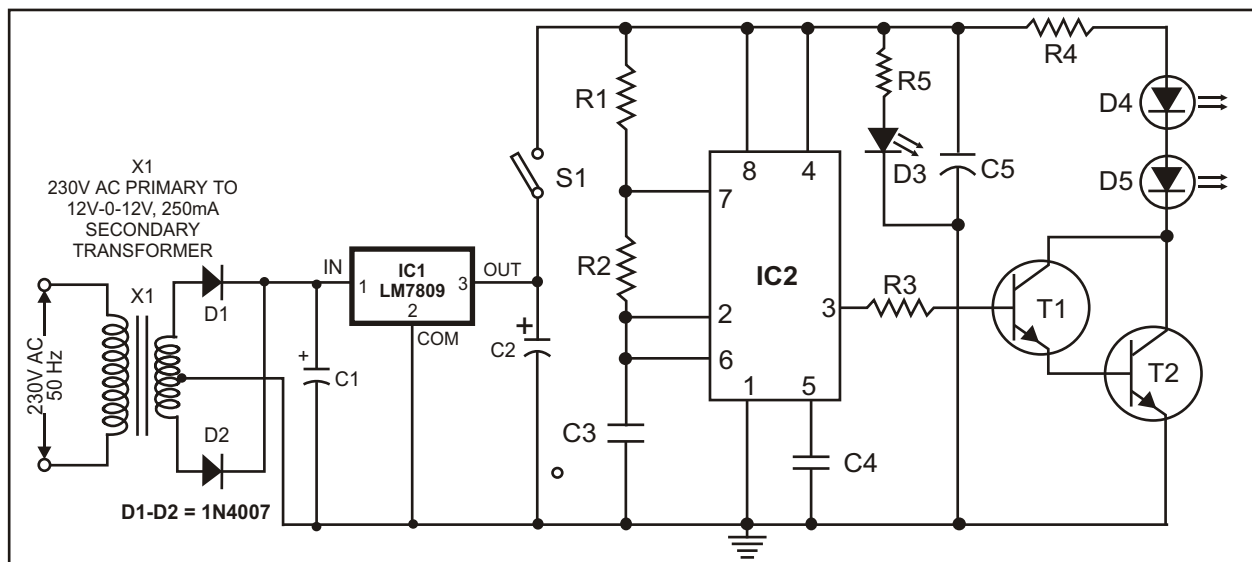 X1
230V AC PRIMARY TO
12V-0-12V, 250mA
SECONDARY
TRANSFORMER
230V AC
50 Hz
X1
D1
D2
D1-D2 = 1N4007
+
C1
IN
1
IC1
LM7809
2
3
OUT
COM
+
C2
S1
R1
R2
C3
7
2
6
8
4
IC2
3
1
5
C4
R5
D3
C5
R3
R4
D4
D5
T1
T2